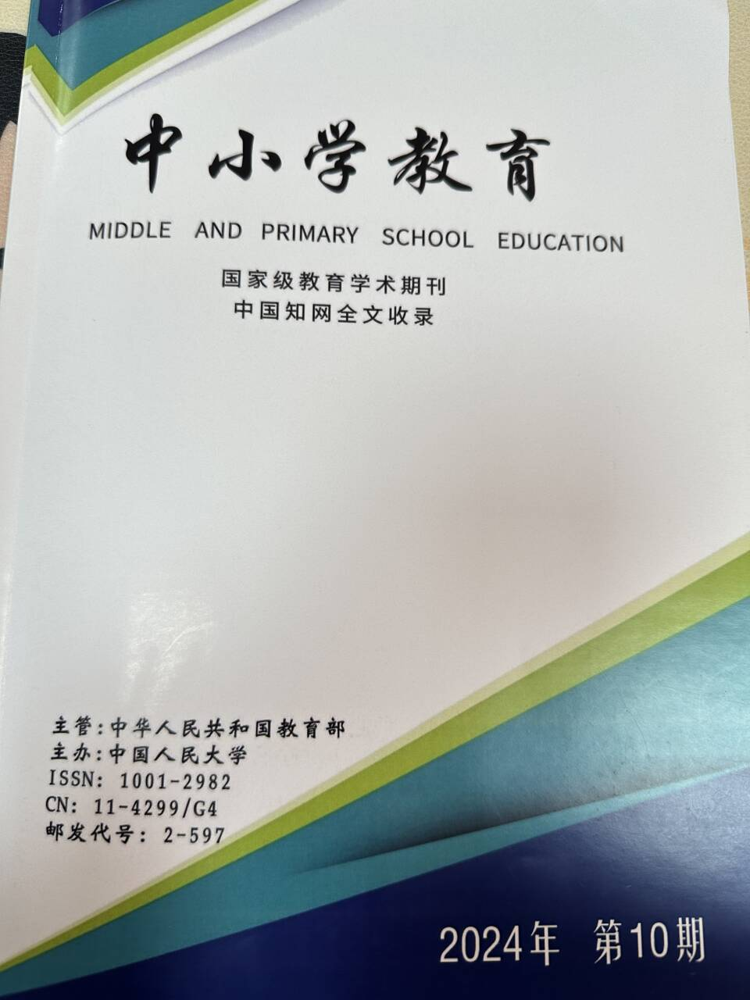 中小学教育
MIDDLE AND PRIMARY SCHOOL EDUCATION
国家级教育学术期刊
中国知网全文收录
主管:中华人民共和国教育部
主办:中国人民大学
ISSN: 1001-2982
CN: 11-4299/G4
邮发代号: 2-597
2024年 第10期